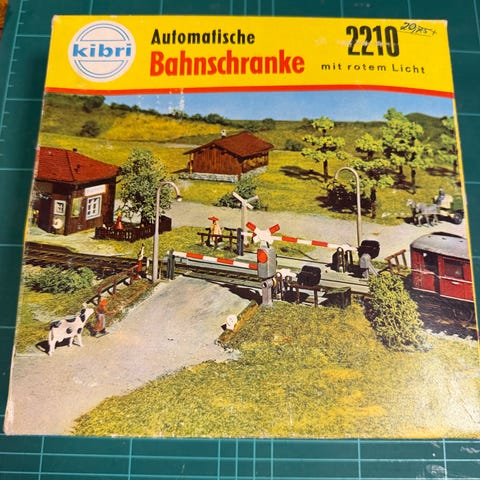 kibri
Automatische
Bahnschranke
2210
mit rotem Licht